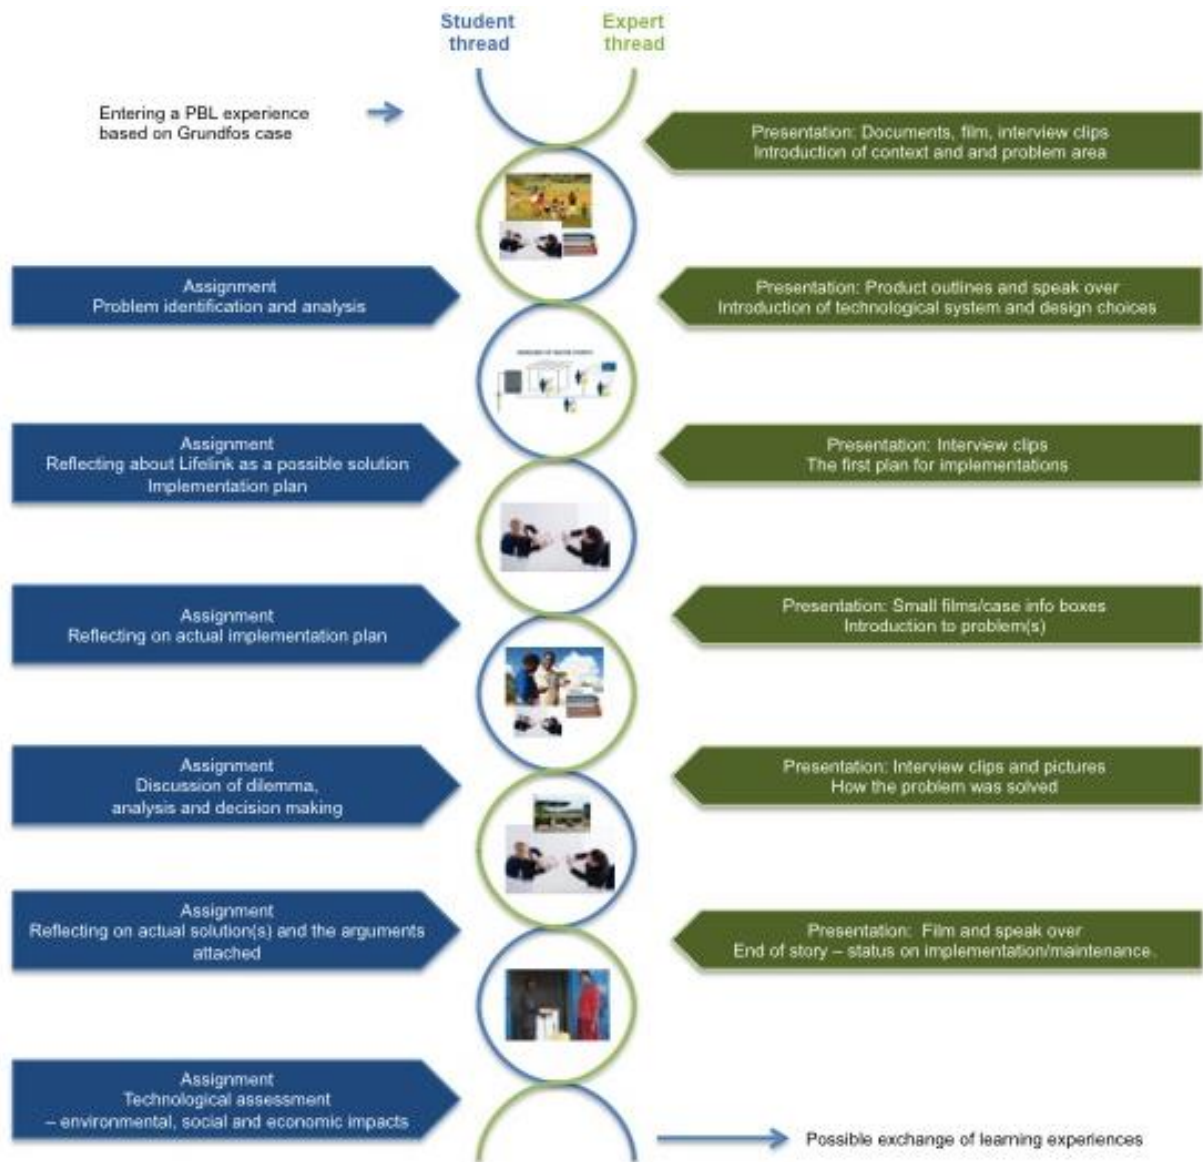 Student
thread
Expert
thread
Entering a PBL experience
based on Grundfos case
Presentation: Documents, film, interview clips
Introduction of context and and problem area
Assignment
Problem identification and analysis
Presentation: Product outlines and speak over
Introduction of technological system and design choices
Assignment
Reflecting about Lifelink as a possible solution
Implementation plan
Presentation: Interview clips
The first plan for implementations
Assignment
Reflecting on actual implementation plan
Presentation: Small films/case info boxes
Introduction to problem(s)
Assignment
Discussion of dilemma,
analysis and decision making
Presentation: Interview clips and pictures
How the problem was solved
Assignment
Reflecting on actual solution(s) and the arguments
attached
Presentation: Film and speak over
End of story – status on implementation/maintenance.
Assignment
Technological assessment
– environmental, social and economic impacts
Possible exchange of learning experiences